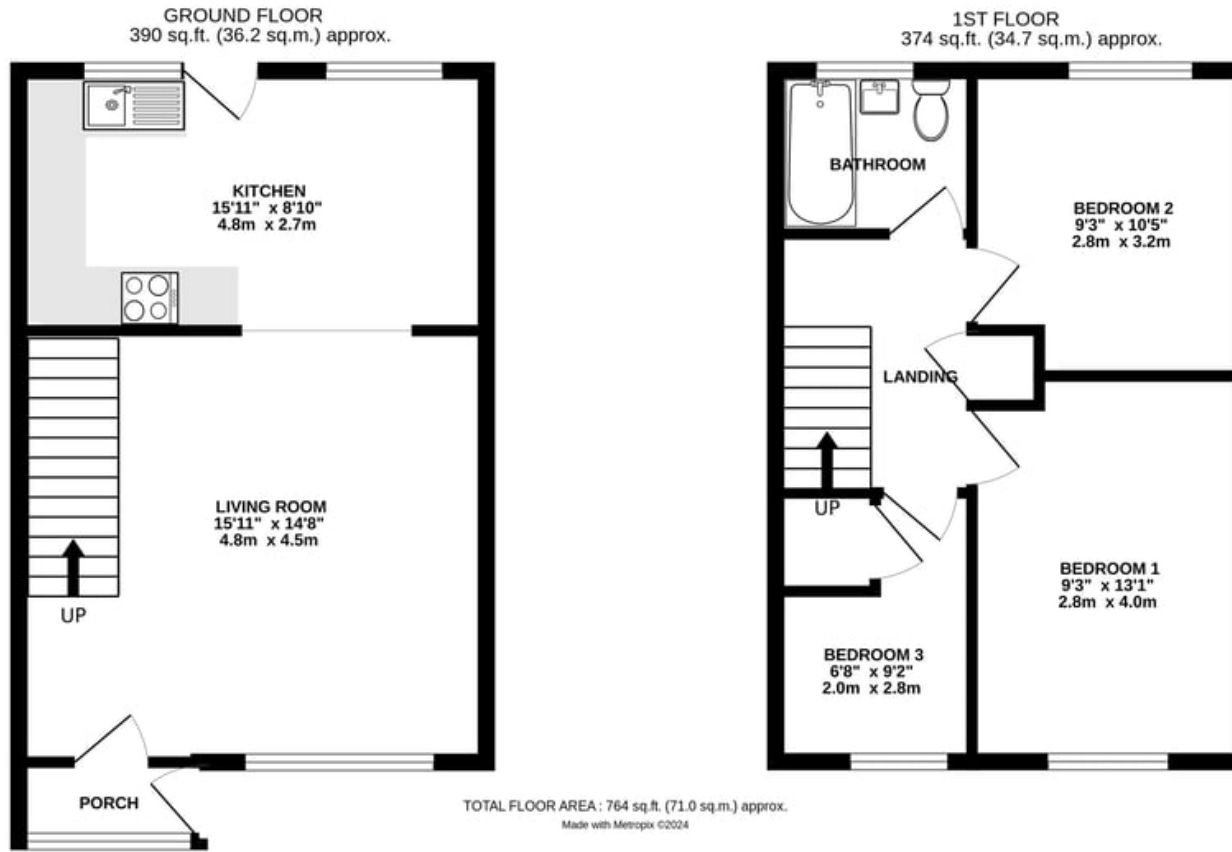 GROUND FLOOR
390 sq.ft. (36.2 sq.m.) approx.
KITCHEN
15'11" x 8'10"
4.8m x 2.7m
LIVING ROOM
15'11" x 14'8"
4.8m x 4.5m
UP
PORCH
1ST FLOOR
374 sq.ft. (34.7 sq.m.) approx.
BATHROOM
BEDROOM 2
9'3" x 10'5"
2.8m x 3.2m
LANDING
UP
BEDROOM 1
9'3" x 13'1"
2.8m x 4.0m
BEDROOM 3
6'8" x 9'2"
2.0m x 2.8m
TOTAL FLOOR AREA : 764 sq.ft. (71.0 sq.m.) approx.
Made with Metropix ©2024